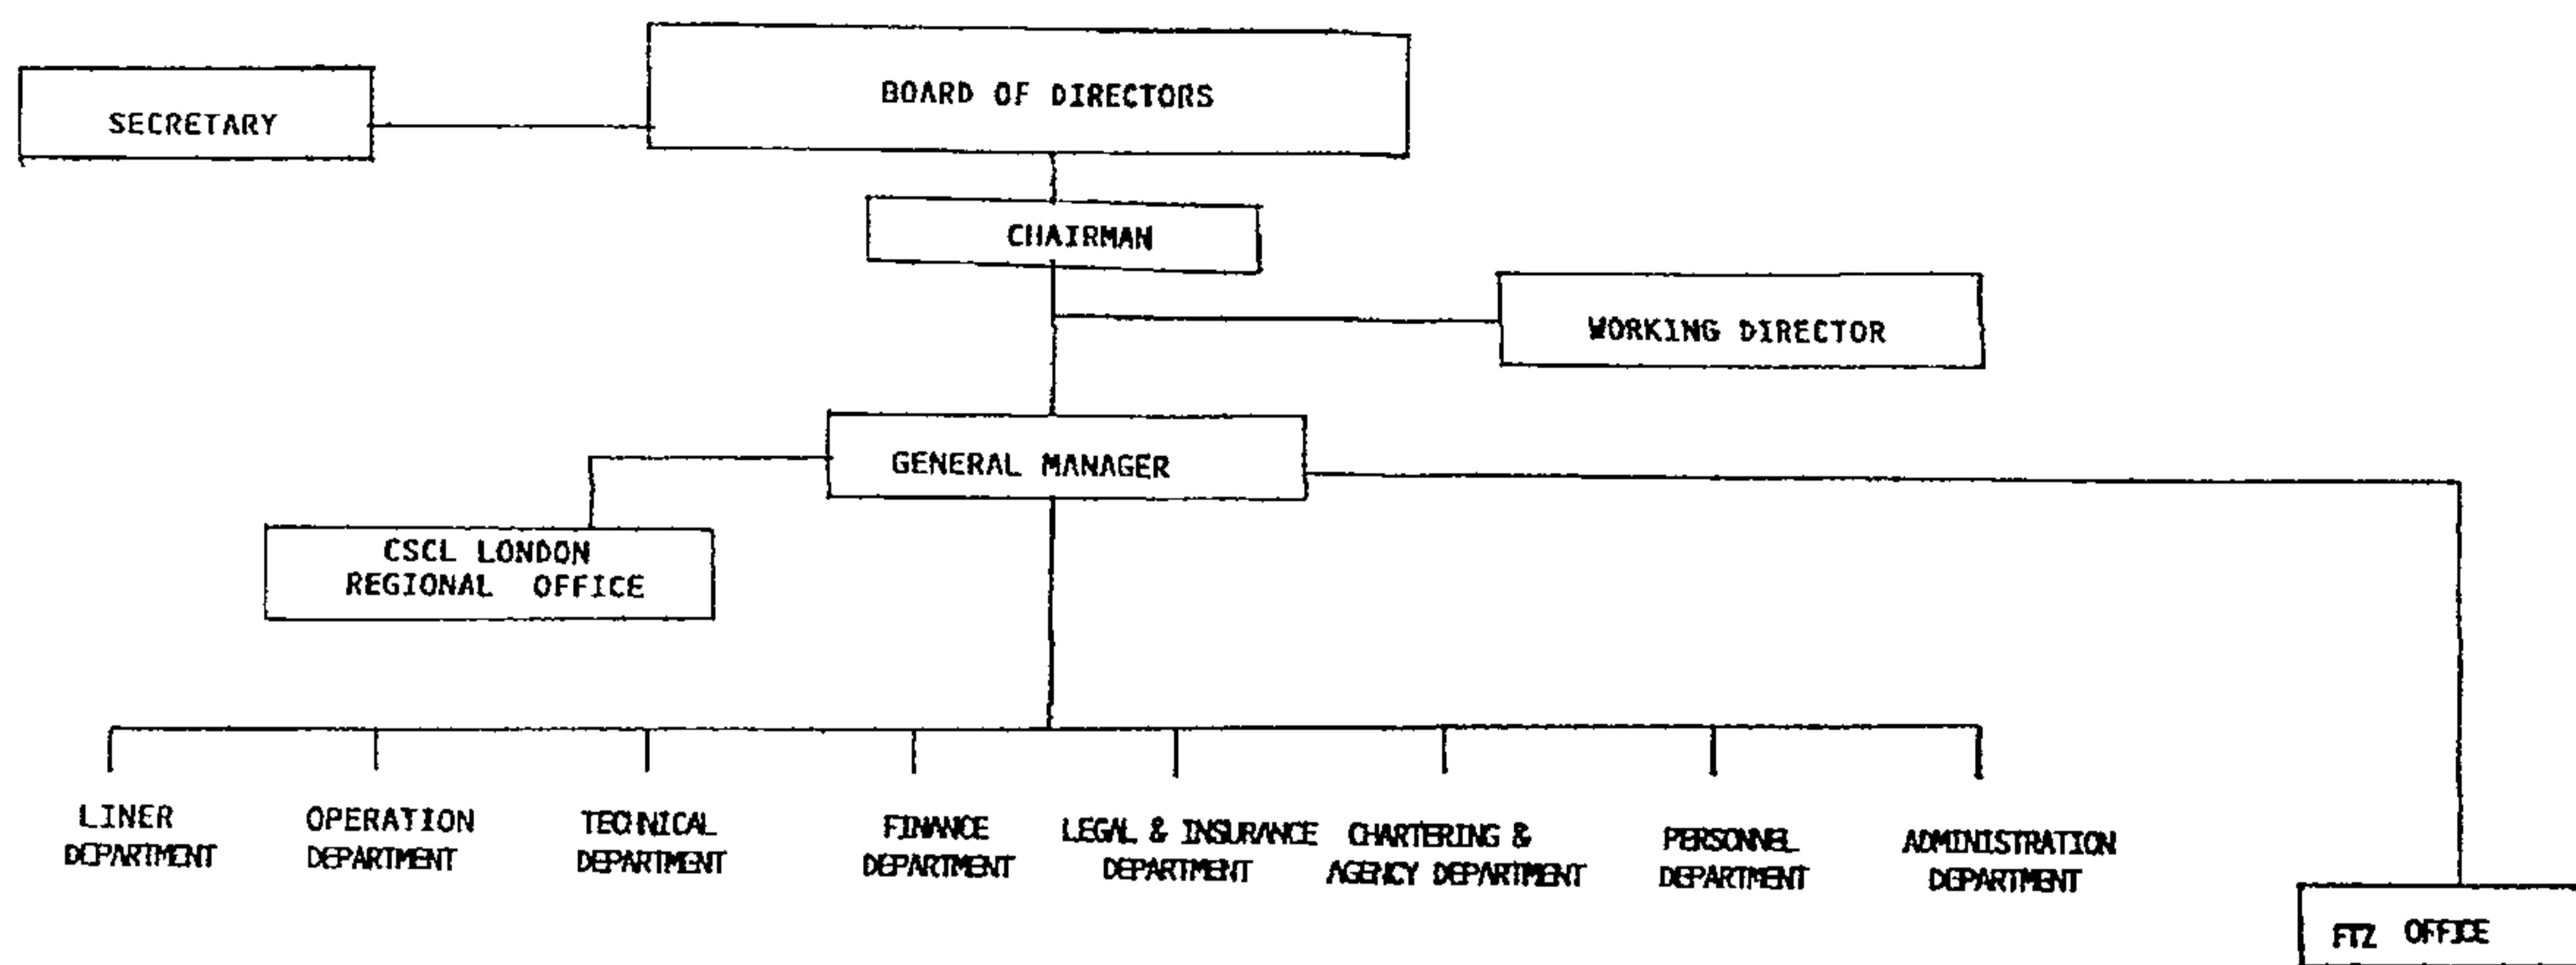 BOARD OF DIRECTORS
SECRETARY
CHAIRMAN
WORKING DIRECTOR
GENERAL MANAGER
CSCL LONDON
REGIONAL OFFICE
LINER
DEPARTMENT
OPERATION
DEPARTMENT
TECHNICAL
DEPARTMENT
FINANCE
DEPARTMENT
LEGAL & INSURANCE
DEPARTMENT
CHARTERING &
AGENCY DEPARTMENT
PERSONNEL
DEPARTMENT
ADMINISTRATION
DEPARTMENT
FTZ OFFICE